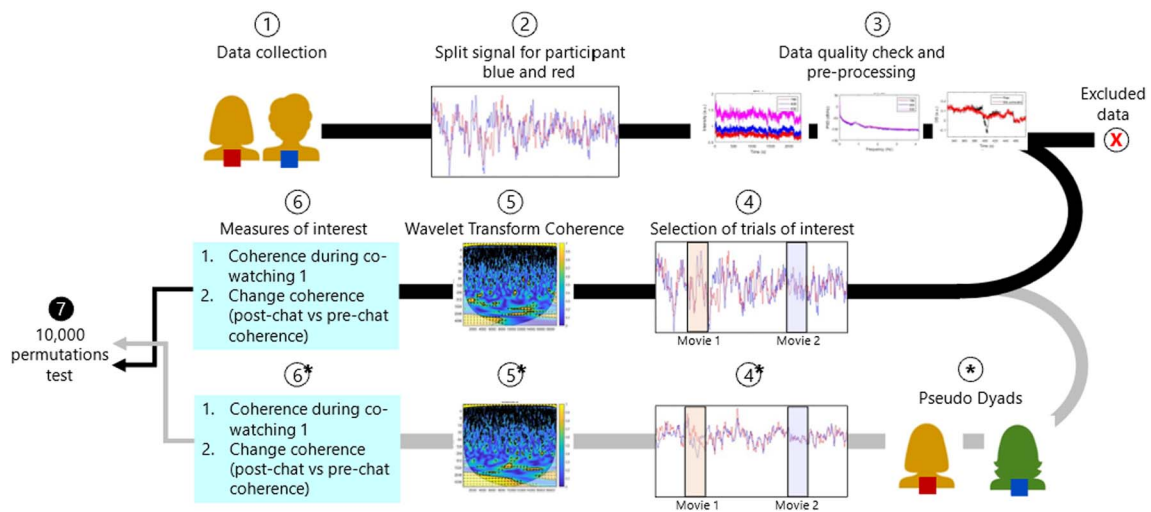 1
Data collection
2
Split signal for participant
blue and red
3
Data quality check and
pre-processing
Time (s)
Frequency (Hz)
Time (s)
Excluded
data
X
6
Measures of interest
1. Coherence during co-
watching 1
2. Change coherence
(post-chat vs pre-chat
coherence)
5
Wavelet Transform Coherence
4
Selection of trials of interest
Movie 1
Movie 2
7
10,000
permutations
test
6*
1. Coherence during co-
watching 1
2. Change coherence
(post-chat vs pre-chat
coherence)
5*
4*
Movie 1
Movie 2
*
Pseudo Dyads